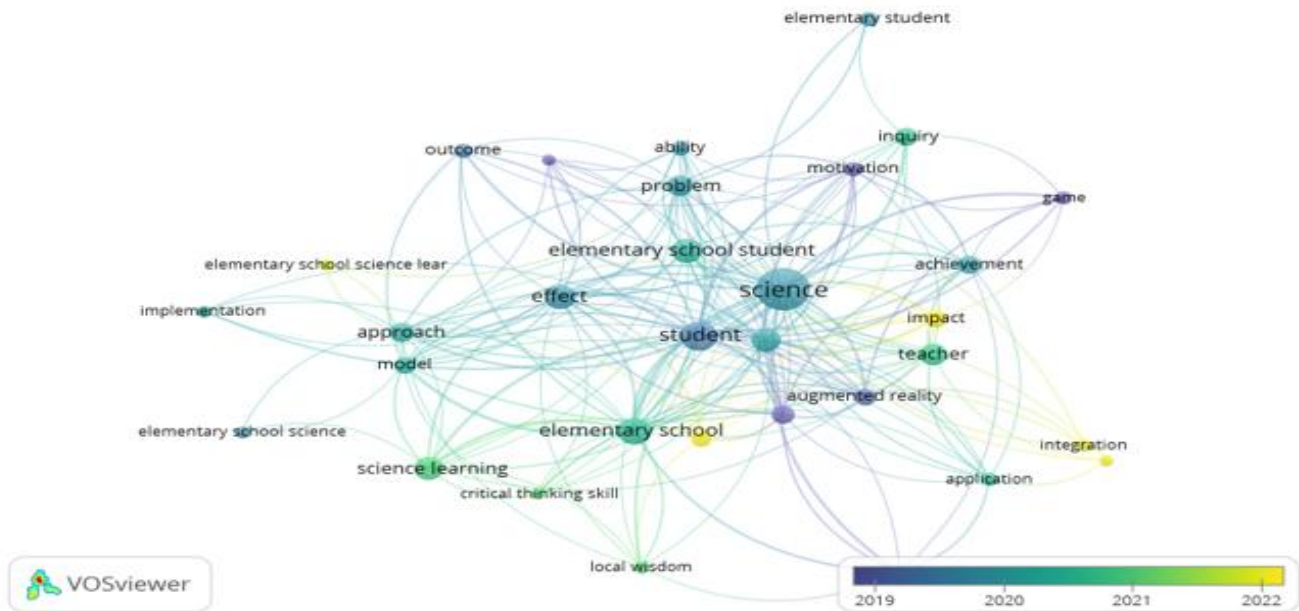 elementary student
inquiry
outcome
ability
motivation
problem
game
elementary school student
elementary school science lear
achievement
science
effect
implementation
impact
approach
student
teacher
model
augmented reality
elementary school
elementary school science
integration
science learning
application
critical thinking skill
local wisdom
VOSviewer
2019
2020
2021
2022